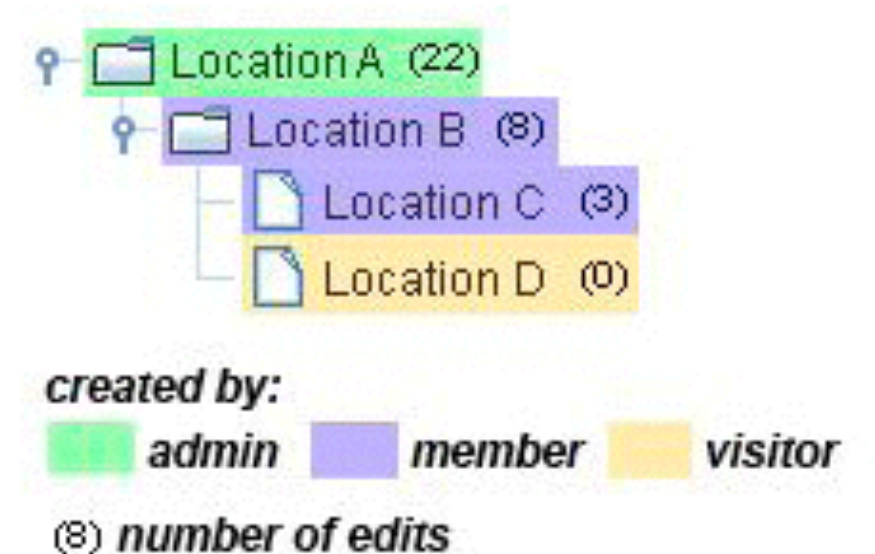 Location A (22)
Location B (8)
Location C (3)
Location D (0)
created by:
admin member visitor
(8) number of edits